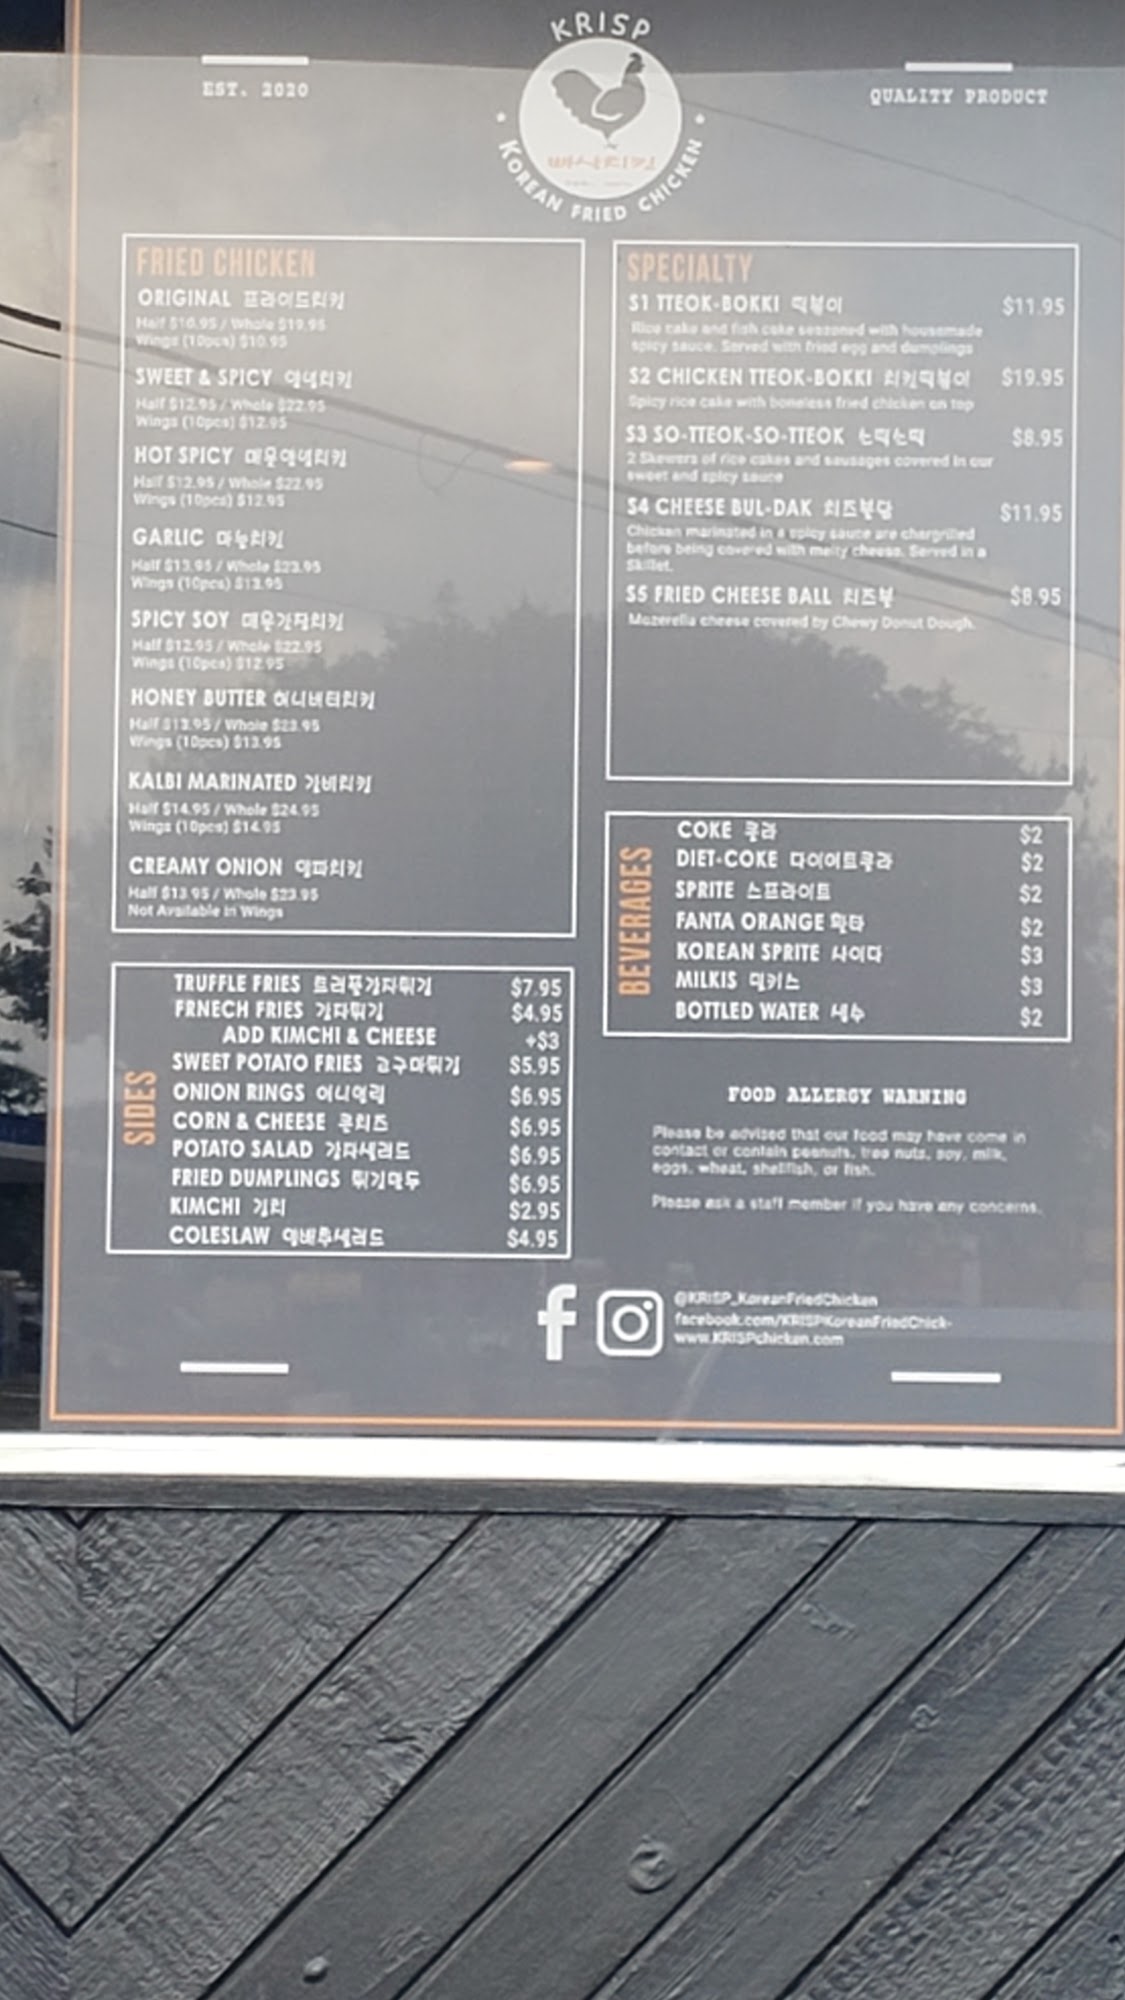 KRISP
EST. 2020
QUALITY PRODUCT
KOREAN FRIED CHICKEN
FRIED CHICKEN
ORIGINAL 프라이드치킨
Half $10.95 / Whole $19.95
Wings (10pcs) $10.95
SWEET & SPICY 양념치킨
Half $12.95 / Whole $22.95
Wings (10pcs) $12.95
HOT SPICY 매운양념치킨
Half $12.95 / Whole $22.95
Wings (10pcs) $12.95
GARLIC 마늘치킨
Half $13.95 / Whole $23.95
Wings (10pcs) $13.95
SPICY SOY 매운간장치킨
Half $12.95 / Whole $22.95
Wings (10pcs) $12.95
HONEY BUTTER 허니버터치킨
Half $13.95 / Whole $23.95
Wings (10pcs) $13.95
KALBI MARINATED 갈비치킨
Half $14.95 / Whole $24.95
Wings (10pcs) $14.95
CREAMY ONION
Half $13.95 / Whole $23.95
Not Available in Wings
SPECIALTY
S1 TTEOK-BOKKI 떡볶이 $11.95
Rice cake and fish cake seasoned with housemade
spicy sauce. Served with fried egg and dumplings
S2 CHICKEN TTEOK-BOKKI 치킨떡볶이 $19.95
Spicy rice cake with boneless fried chicken on top
S3 SO-TTEOK-SO-TTEOK 소떡소떡 $8.95
2 Skewers of rice cakes and sausages covered in our
sweet and spicy sauce
S4 CHEESE BUL-DAK 치즈불닭 $11.95
Chicken marinated in a spicy sauce are chargrilled
before being covered with melty cheese. Served in a
Skillet.
S5 FRIED CHEESE BALL 치즈볼 $8.95
Mozerella cheese covered by Chewy Donut Dough.
SIDES
TRUFFLE FRIES 트러플감자튀김 $7.95
FRNECH FRIES 감자튀김 $4.95
ADD KIMCHI & CHEESE +$3
SWEET POTATO FRIES 고구마튀김 $5.95
ONION RINGS 어니언링 $6.95
CORN & CHEESE 콘치즈 $6.95
POTATO SALAD 감자샐러드 $6.95
FRIED DUMPLINGS 튀김만두 $6.95
KIMCHI 김치 $2.95
COLESLAW 양배추샐러드 $4.95
BEVERAGES
COKE 콜라 $2
DIET-COKE 다이어트콜라 $2
SPRITE 스프라이트 $2
FANTA ORANGE 환타 $2
KOREAN SPRITE 사이다 $3
MILKIS 밀키스 $3
BOTTLED WATER 생수 $2
FOOD ALLERGY WARNING
Please be advised that our food may have come in
contact or contain peanuts, tree nuts, soy, milk,
eggs, wheat, shellfish, or fish.
Please ask a staff member if you have any concerns.
@KRISP_KoreanFriedChicken
facebook.com/KRISPKoreanFriedChick-
www.KRISPchicken.com